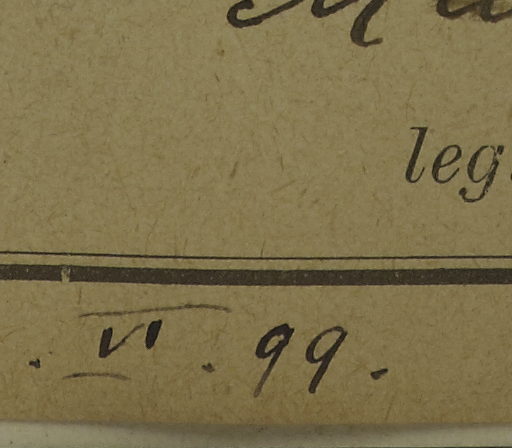 leg.
. VI . 99.